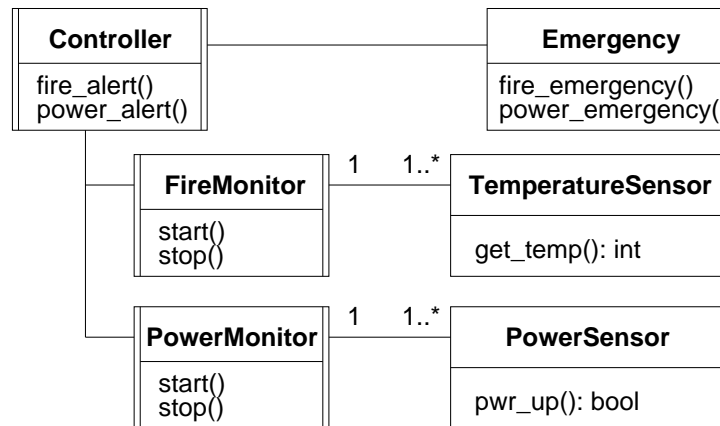 Controller
fire_alert()
power_alert()
Emergency
fire_emergency()
power_emergency(
FireMonitor
start()
stop()
1 1..*
TemperatureSensor
get_temp(): int
PowerMonitor
start()
stop()
1 1..*
PowerSensor
pwr_up(): bool